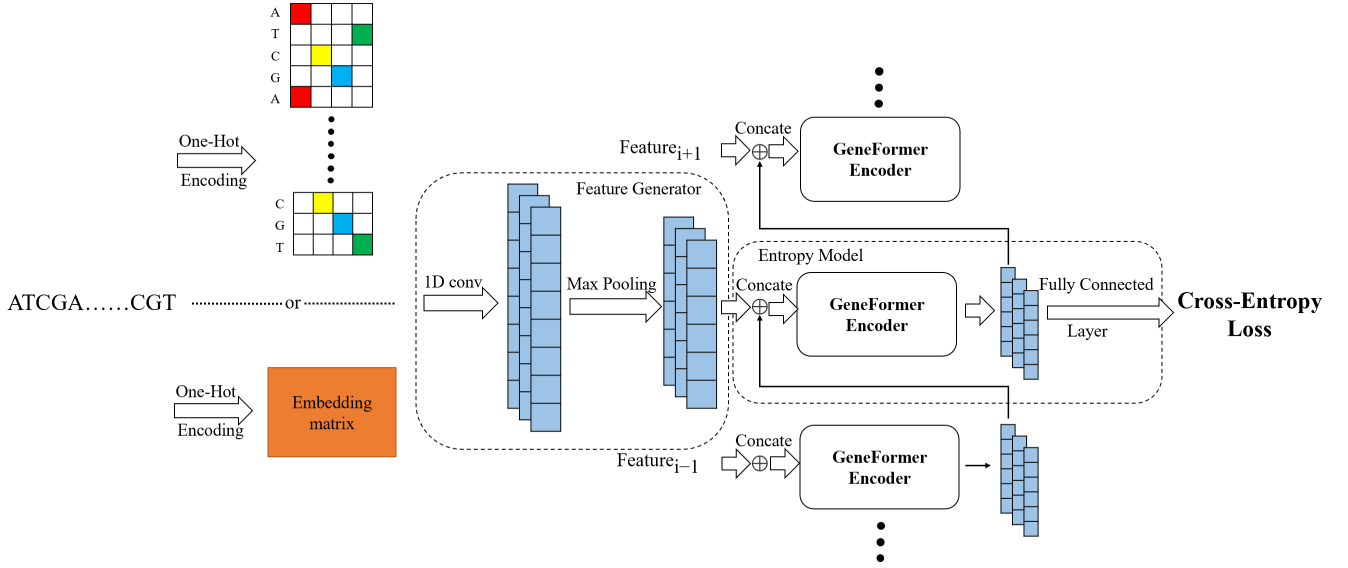 A
T
C
G
A
One-Hot
Encoding
C
G
T
ATCGA……CGT
or
One-Hot
Encoding
Embedding
matrix
Feature Generator
1D conv
Max Pooling
Feature i+1
Concate
GeneFormer
Encoder
Entropy Model
Concate
GeneFormer
Encoder
Fully Connected
Layer
Cross-Entropy
Loss
Feature i−1
Concate
GeneFormer
Encoder